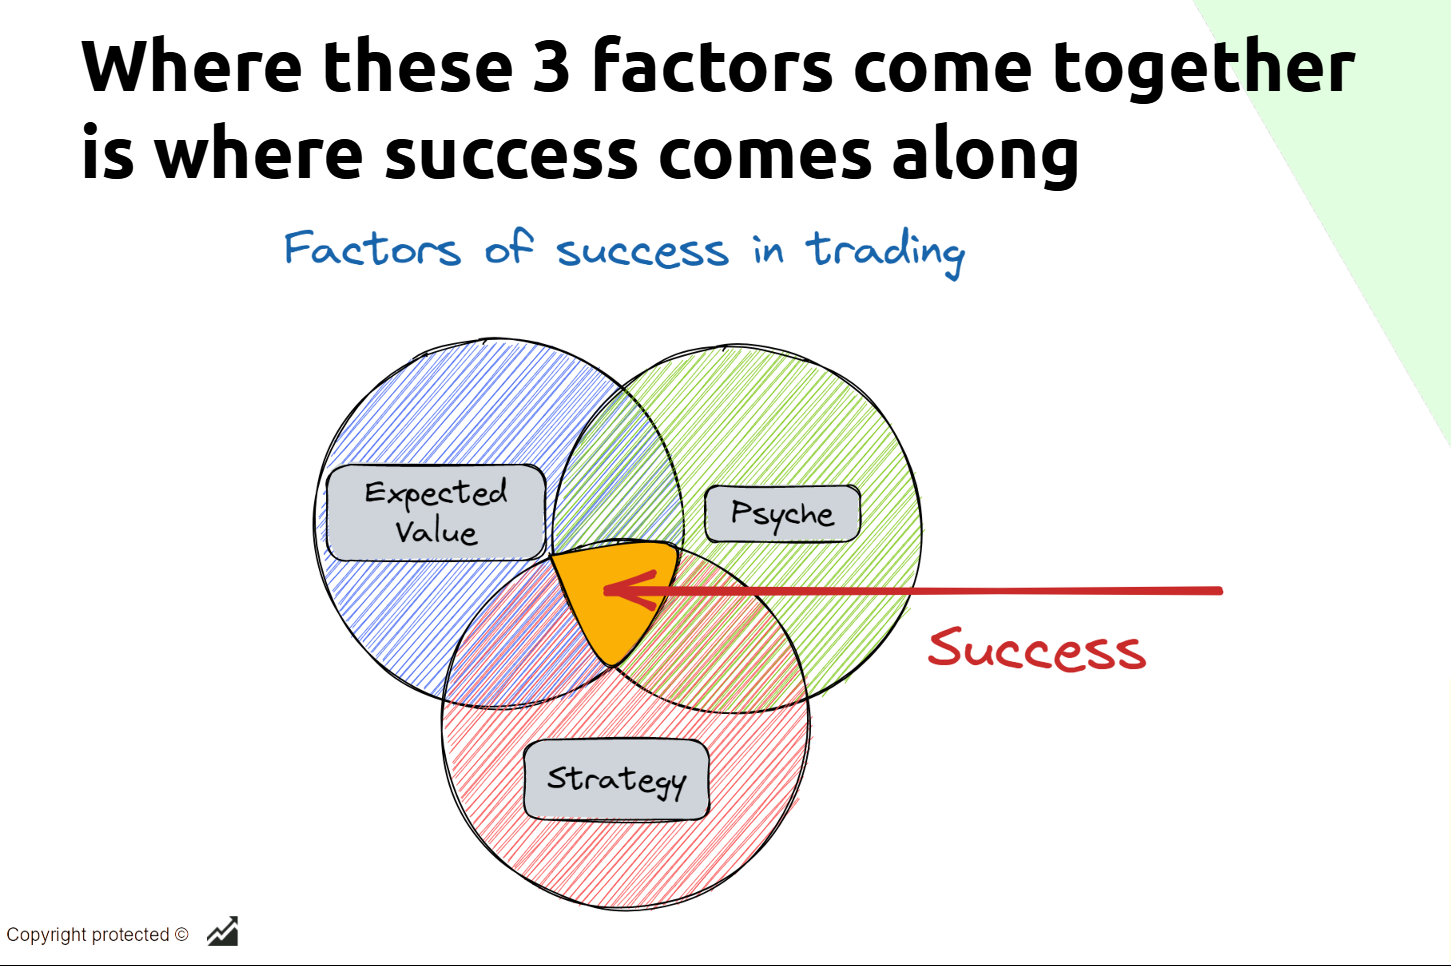 Where these 3 factors come together
is where success comes along
Factors of success in trading
Expected
Value
Psyche
Success
Strategy
Copyright protected ©